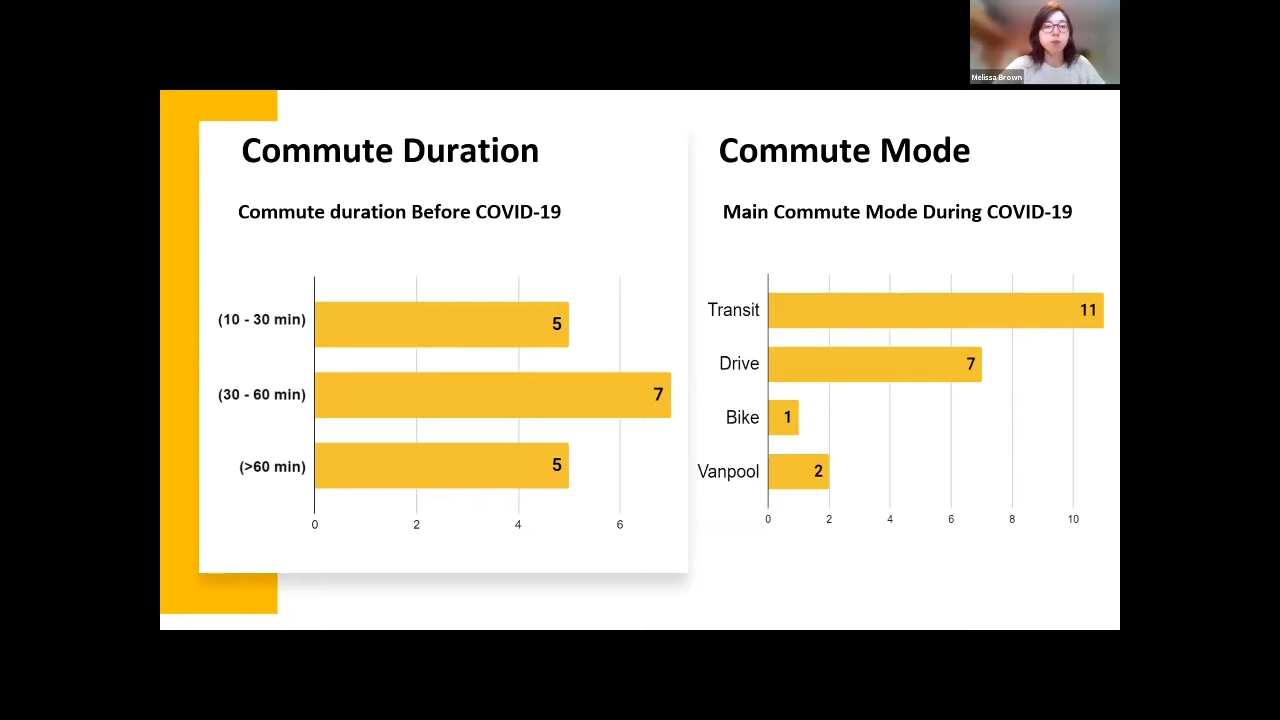 Melissa Brown
Commute Duration
Commute duration Before COVID-19
(10 - 30 min)
5
(30 - 60 min)
7
(>60 min)
5
0 2 4 6
Commute Mode
Main Commute Mode During COVID-19
Transit
11
Drive
7
Bike
1
Vanpool
2
0 2 4 6 8 10